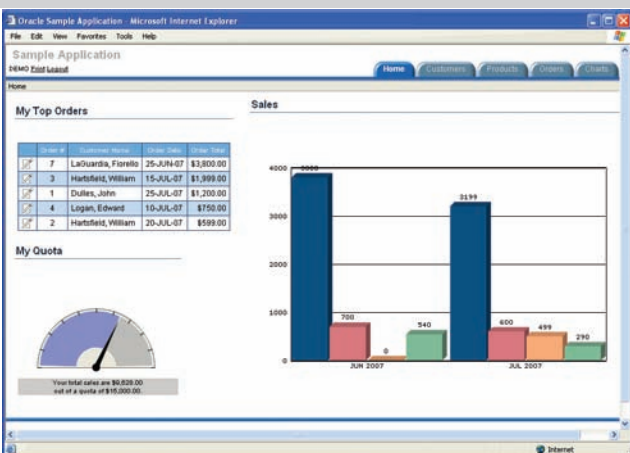 Oracle Sample Application - Microsoft Internet Explorer
File Edit View Favorites Tools Help
Sample Application
DEMO Print Logout
Home Customers Products Orders Charts
Home
My Top Orders
Order # Customer Name Order Date Order Total
7 LaGuardia, Fiorello 25-JUN-07 $3,800.00
3 Hartsfield, William 15-JUL-07 $1,999.00
1 Dulles, John 25-JUL-07 $1,200.00
4 Logan, Edward 10-JUL-07 $750.00
2 Hartsfield, William 20-JUL-07 $599.00
My Quota
Your total sales are
out of a quota of $15,000.00.
Sales
4000
3000
2000
1000
0
3800
700
0
540
3199
600
499
290
JUN 2007
JUL 2007
Internet